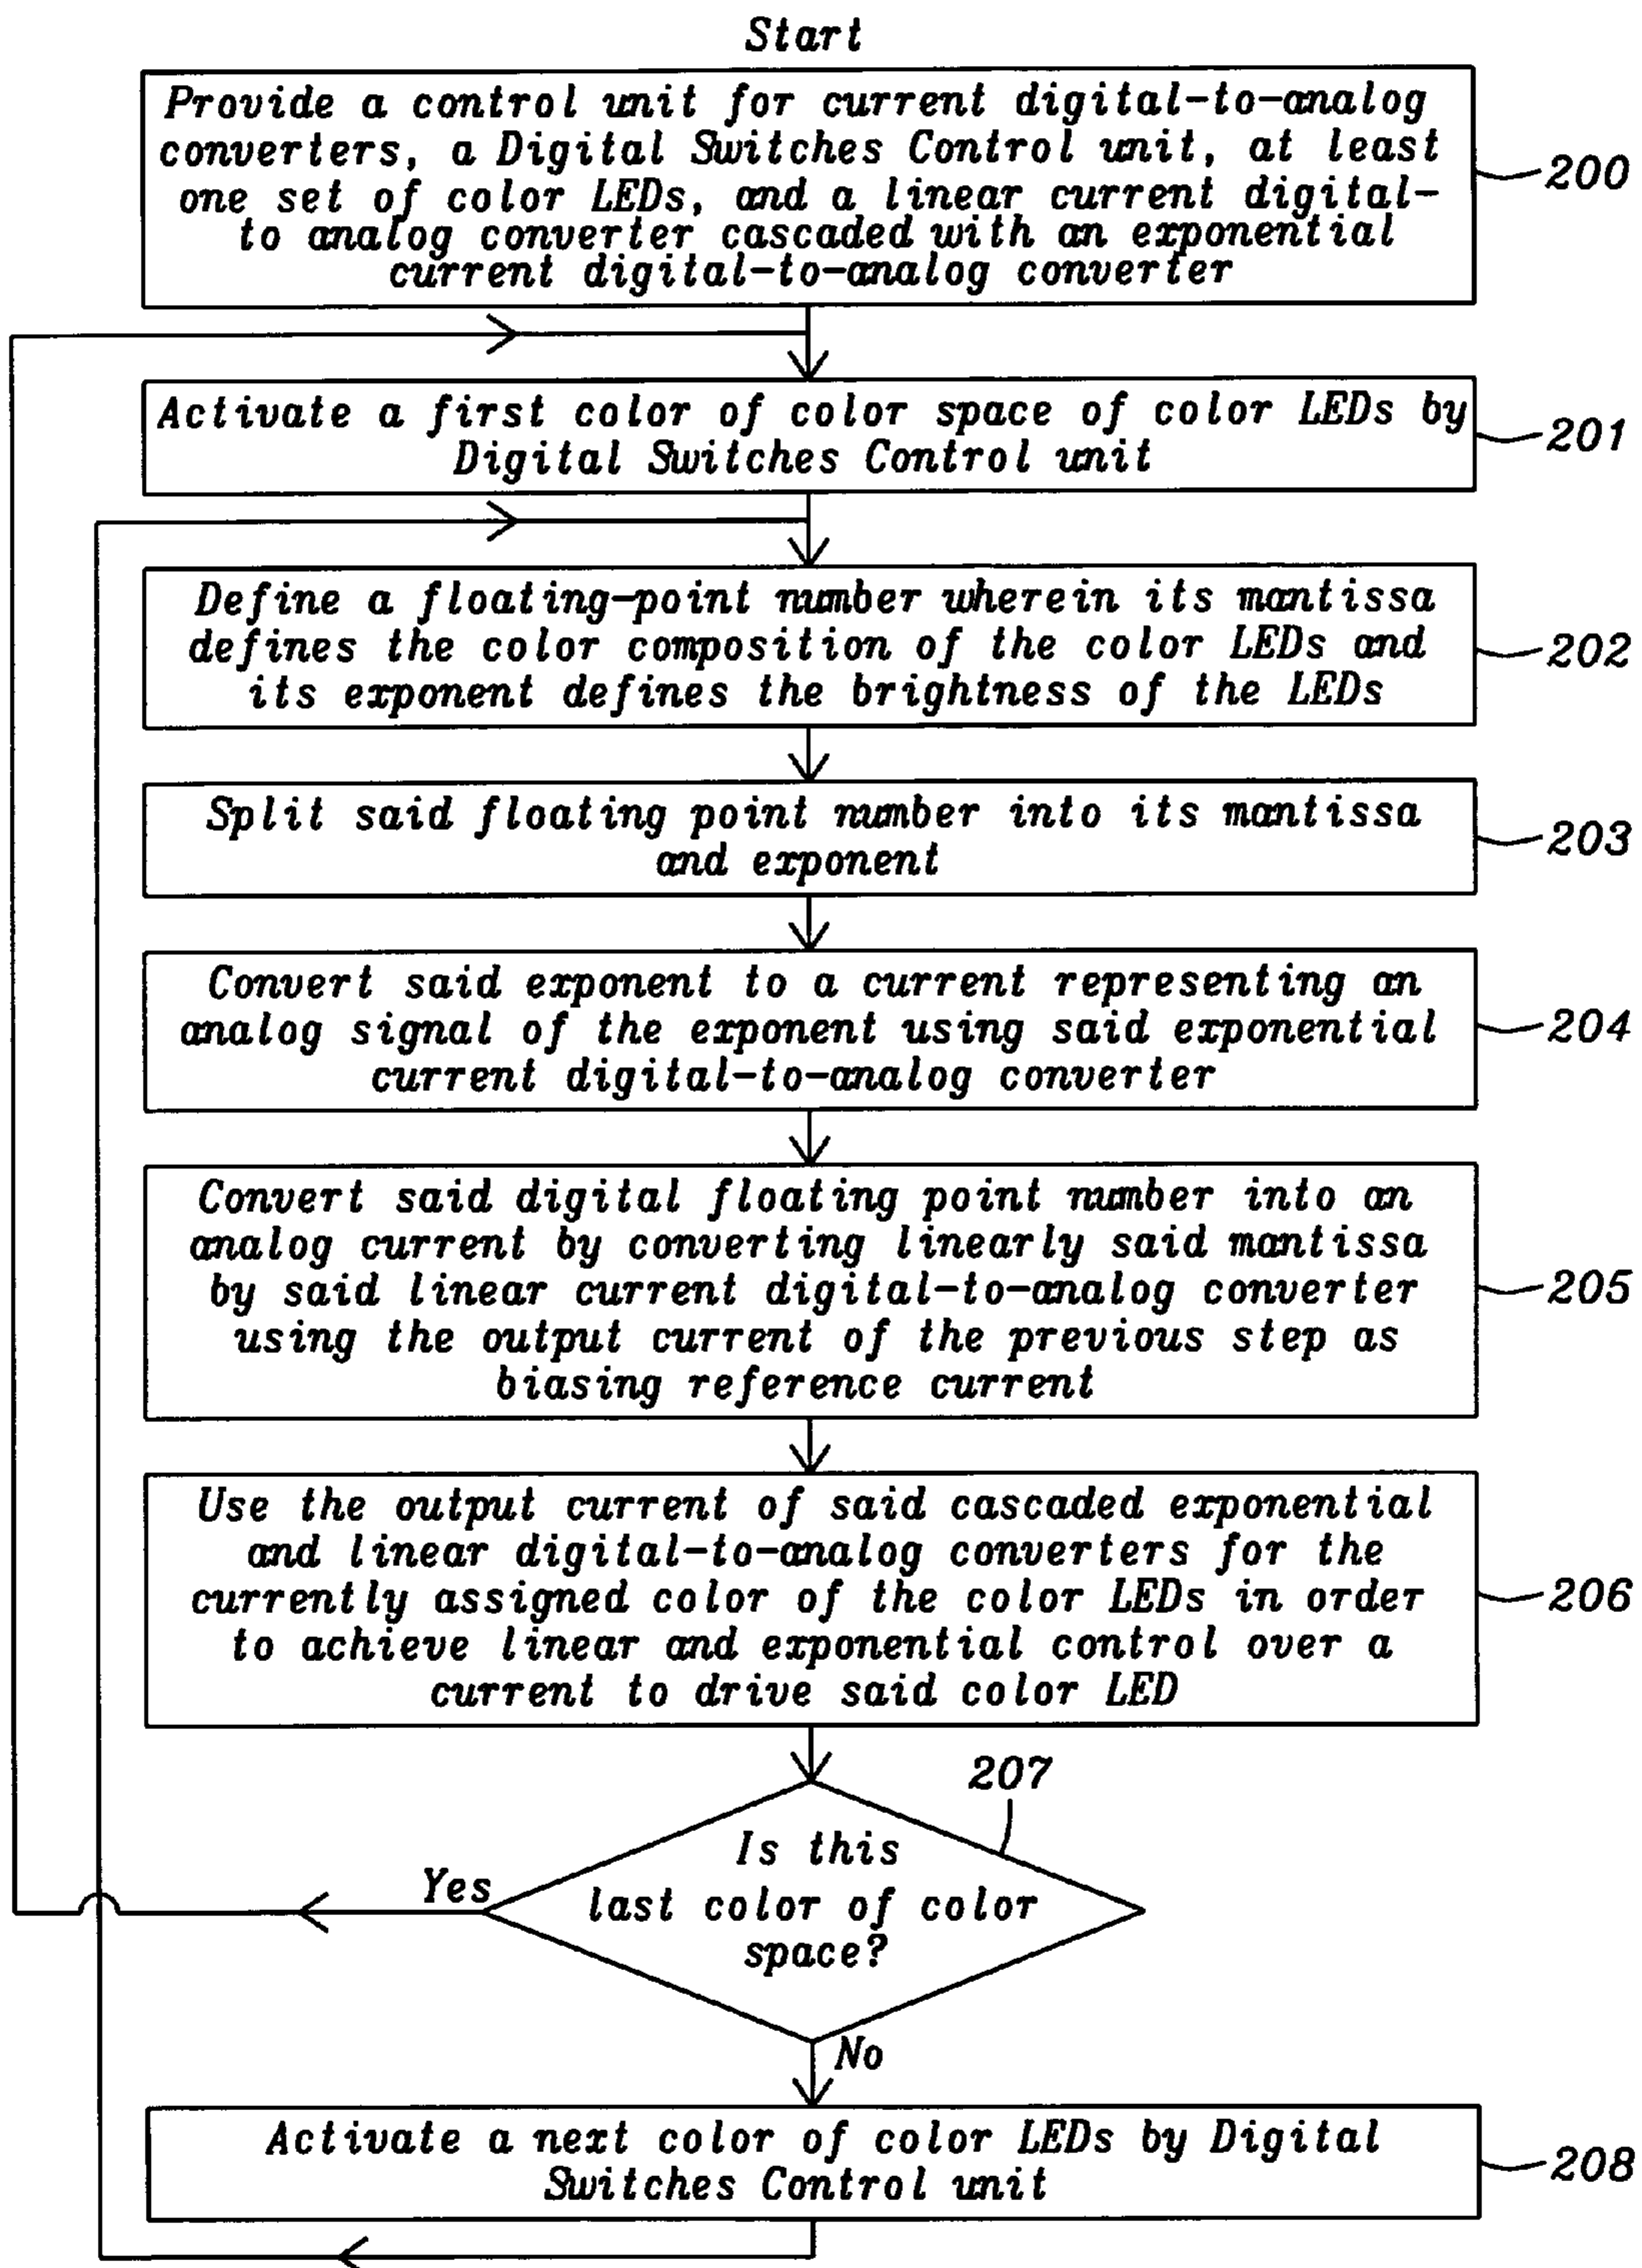 Start
Provide a control unit for current digital-to-analog
converters, a Digital Switches Control unit, at least
one set of color LEDs, and a linear current digital-
to analog converter cascaded with an exponential
current digital-to-analog converter
200
Activate a first color of color space of color LEDs by
Digital Switches Control unit
201
Define a floating-point number wherein its mantissa
defines the color composition of the color LEDs and
its exponent defines the brightness of the LEDs
202
Split said floating point number into its mantissa
and exponent
203
Convert said exponent to a current representing an
analog signal of the exponent using said exponential
current digital-to-analog converter
204
Convert said digital floating point number into an
analog current by converting linearly said mantissa
by said linear current digital-to-analog converter
using the output current of the previous step as
biasing reference current
205
Use the output current of said cascaded exponential
and linear digital-to-analog converters for the
currently assigned color of the color LEDs in order
to achieve linear and exponential control over a
current to drive said color LED
206
207
Is this
last color of color
space?
Yes
No
Activate a next color of color LEDs by Digital
Switches Control unit
208